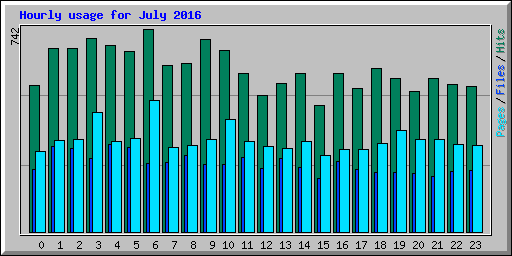 Hourly usage for July 2016
742
Pages/Files/Hits
0 1 2 3 4 5 6 7 8 9 10 11 12 13 14 15 16 17 18 19 20 21 22 23